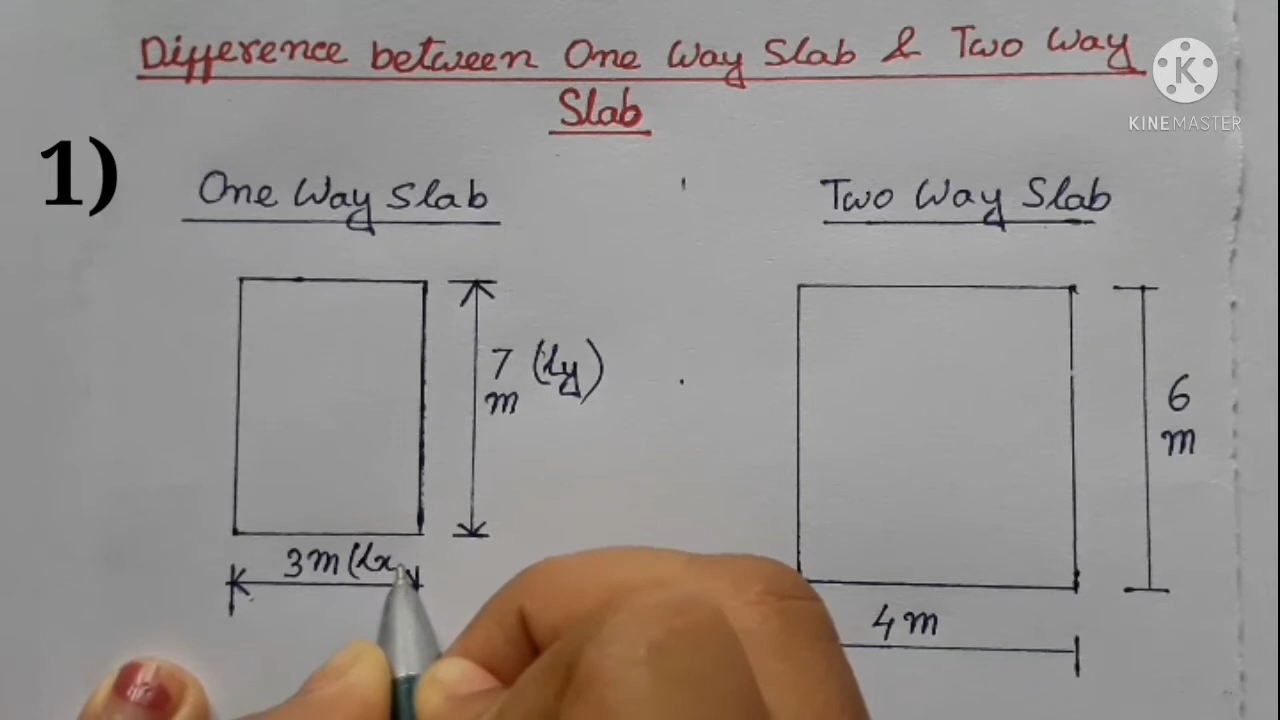 Difference between One Way Slab & Two Way
Slab
KINEMASTER
1)
One Way Slab
Two Way Slab
7 (ly)
m
6
m
3m (lx
4m